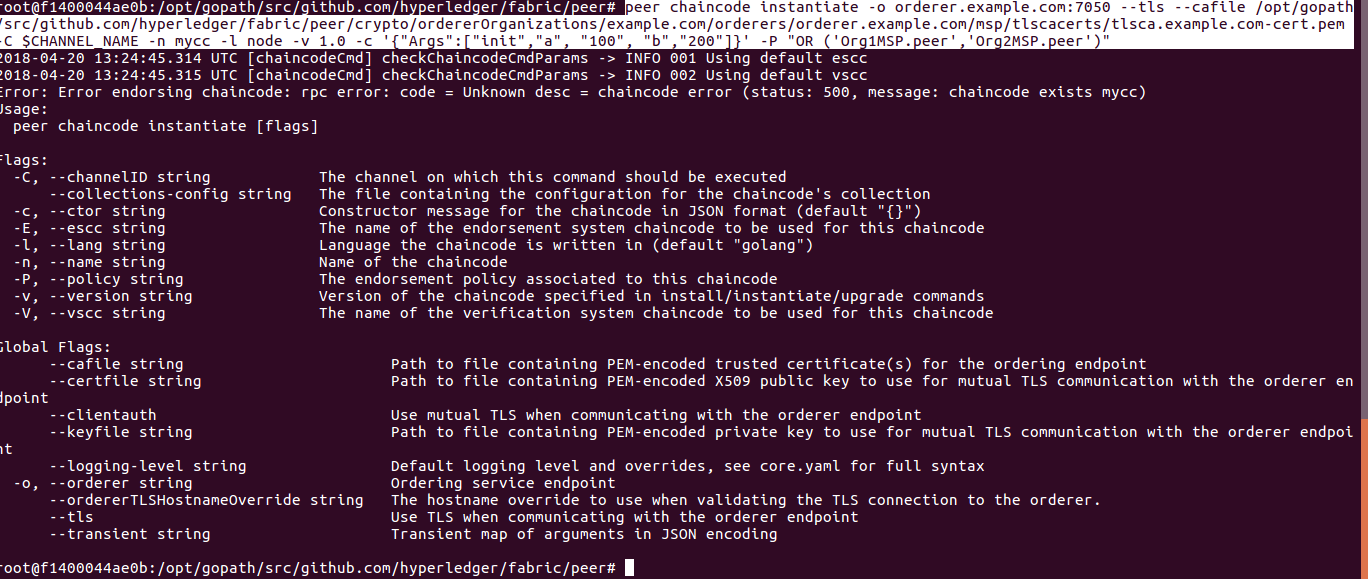 root@f1400044ae0b:/opt/gopath/src/github.com/hyperledger/fabric/peer# peer chaincode instantiate -o orderer.example.com:7050 --tls --cafile /opt/gopath
/src/github.com/hyperledger/fabric/peer/crypto/ordererOrganizations/example.com/orderers/orderer.example.com/msp/tlscacerts/tlsca.example.com-cert.pem
-C $CHANNEL_NAME -n mycc -l node -v 1.0 -c '{"Args":["init","a", "100", "b","200"]}' -P "OR ('Org1MSP.peer','Org2MSP.peer')"
2018-04-20 13:24:45.314 UTC [chaincodeCmd] checkChaincodeCmdParams -> INFO 001 Using default escc
2018-04-20 13:24:45.315 UTC [chaincodeCmd] checkChaincodeCmdParams -> INFO 002 Using default vscc
Error: Error endorsing chaincode: rpc error: code = Unknown desc = chaincode error (status: 500, message: chaincode exists mycc)
Usage:
  peer chaincode instantiate [flags]

Flags:
  -C, --channelID string            The channel on which this command should be executed
      --collections-config string   The file containing the configuration for the chaincode's collection
  -c, --ctor string                 Constructor message for the chaincode in JSON format (default "{}")
  -E, --escc string                 The name of the endorsement system chaincode to be used for this chaincode
  -l, --lang string                 Language the chaincode is written in (default "golang")
  -n, --name string                 Name of the chaincode
  -P, --policy string               The endorsement policy associated to this chaincode
  -v, --version string              Version of the chaincode specified in install/instantiate/upgrade commands
  -V, --vscc string                 The name of the verification system chaincode to be used for this chaincode

Global Flags:
      --cafile string                       Path to file containing PEM-encoded trusted certificate(s) for the ordering endpoint
      --certfile string                     Path to file containing PEM-encoded X509 public key to use for mutual TLS communication with the orderer en
dpoint
      --clientauth                          Use mutual TLS when communicating with the orderer endpoint
      --keyfile string                      Path to file containing PEM-encoded private key to use for mutual TLS communication with the orderer endpoi
nt
      --logging-level string                Default logging level and overrides, see core.yaml for full syntax
  -o, --orderer string                      Ordering service endpoint
      --ordererTLSHostnameOverride string   The hostname override to use when validating the TLS connection to the orderer.
      --tls                                 Use TLS when communicating with the orderer endpoint
      --transient string                    Transient map of arguments in JSON encoding

root@f1400044ae0b:/opt/gopath/src/github.com/hyperledger/fabric/peer#